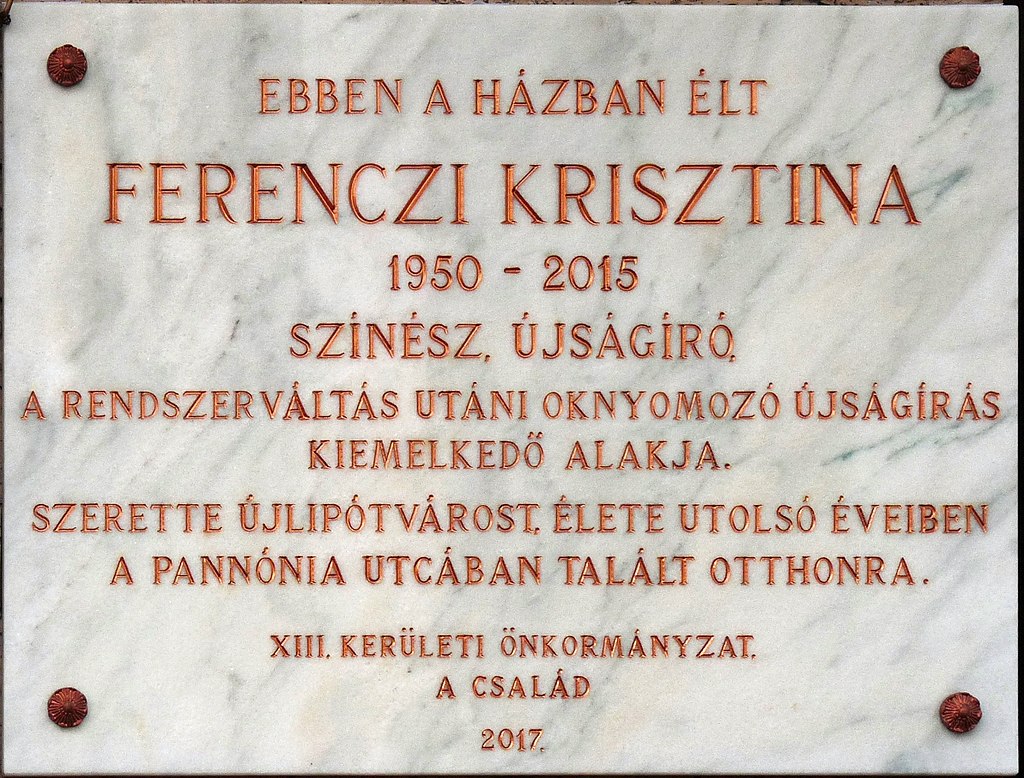 EBBEN A HÁZBAN ÉLT
FERENCZI KRISZTINA
1950 - 2015
SZÍNÉSZ, ÚJSÁGÍRÓ,
A RENDSZERVÁLTÁS UTÁNI OKNYOMOZÓ ÚJSÁGÍRÁS
KIEMELKEDŐ ALAKJA.
SZERETTE ÚJLIPÓTVÁROST, ÉLETE UTOLSÓ ÉVEIBEN
A PANNÓNIA UTCÁBAN TALÁLT OTTHONRA.
XIII. KERÜLETI ÖNKORMÁNYZAT.
A CSALÁD
2017.